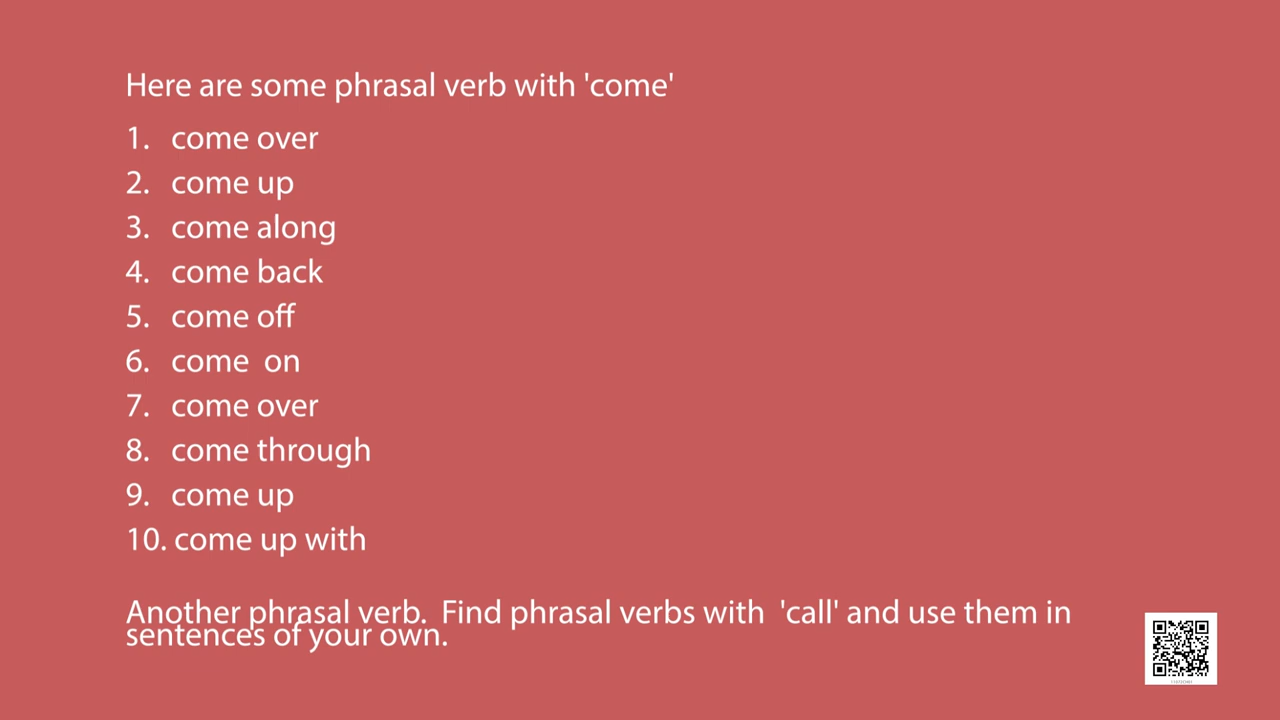 Here are some phrasal verb with 'come'
1. come over
2. come up
3. come along
4. come back
5. come off
6. come on
7. come over
8. come through
9. come up
10. come up with
Another phrasal verb. Find phrasal verbs with 'call' and use them in
sentences of your own.